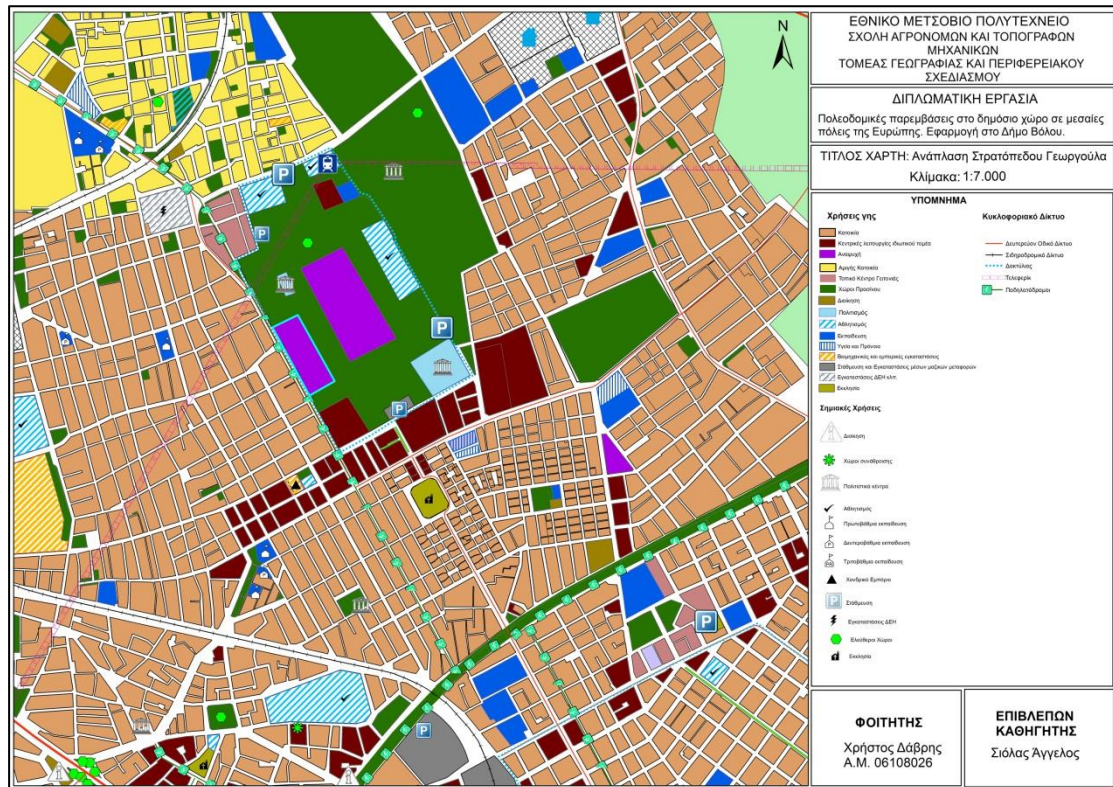 N
ΕΘΝΙΚΟ ΜΕΤΣΟΒΙΟ ΠΟΛΥΤΕΧΝΕΙΟ
ΣΧΟΛΗ ΑΓΡΟΝΟΜΩΝ ΚΑΙ ΤΟΠΟΓΡΑΦΩΝ
ΜΗΧΑΝΙΚΩΝ
ΤΟΜΕΑΣ ΓΕΩΓΡΑΦΙΑΣ ΚΑΙ ΠΕΡΙΦΕΡΕΙΑΚΟΥ
ΣΧΕΔΙΑΣΜΟΥ
ΔΙΠΛΩΜΑΤΙΚΗ ΕΡΓΑΣΙΑ
Πολεοδομικές παρεμβάσεις στο δημόσιο χώρο σε μεσαίες
πόλεις της Ευρώπης. Εφαρμογή στο Δήμο Βόλου.
ΤΙΤΛΟΣ ΧΑΡΤΗ: Ανάπλαση Στρατόπεδου Γεωργούλα
Κλίμακα: 1:7.000
ΥΠΟΜΝΗΜΑ
Χρήσεις γης
Κατοικία
Κεντρικές λειτουργίες ιδιωτικού τομέα
Αναψυχή
Αμιγής Κατοικία
Τοπικό Κέντρο Γειτονιάς
Χώροι Πρασίνου
Διοίκηση
Πολιτισμός
Αθλητισμός
Εκπαίδευση
Υγεία και Πρόνοια
Βιομηχανικές και εμπορικές εγκαταστάσεις
Στάθμευση και Εγκαταστάσεις μέσων μαζικών μεταφορών
Εγκαταστάσεις ΔΕΗ κλπ.
Εκκλησία
Κυκλοφοριακό Δίκτυο
Δευτερεύον Οδικό Δίκτυο
Σιδηροδρομικό Δίκτυο
Δακτύλιος
Τελεφερίκ
Ποδηλατόδρομοι
Σημιακές Χρήσεις
Διοίκηση
Χώροι συνάθροισης
Πολιτιστικά κέντρα
Αθλητισμός
Πρωτοβάθμια εκπαίδευση
Δευτεροβάθμια εκπαίδευση
Τριτοβάθμια εκπαίδευση
Χονδρικό Εμπόριο
P
Στάθμευση
Εγκαταστάσεις ΔΕΗ
Ελεύθεροι Χώροι
Εκκλησία
P
P
P
P
P
P
ΦΟΙΤΗΤΗΣ
Χρήστος Δάβρης
Α.Μ. 06108026
ΕΠΙΒΛΕΠΩΝ
ΚΑΘΗΓΗΤΗΣ
Σιόλας Άγγελος